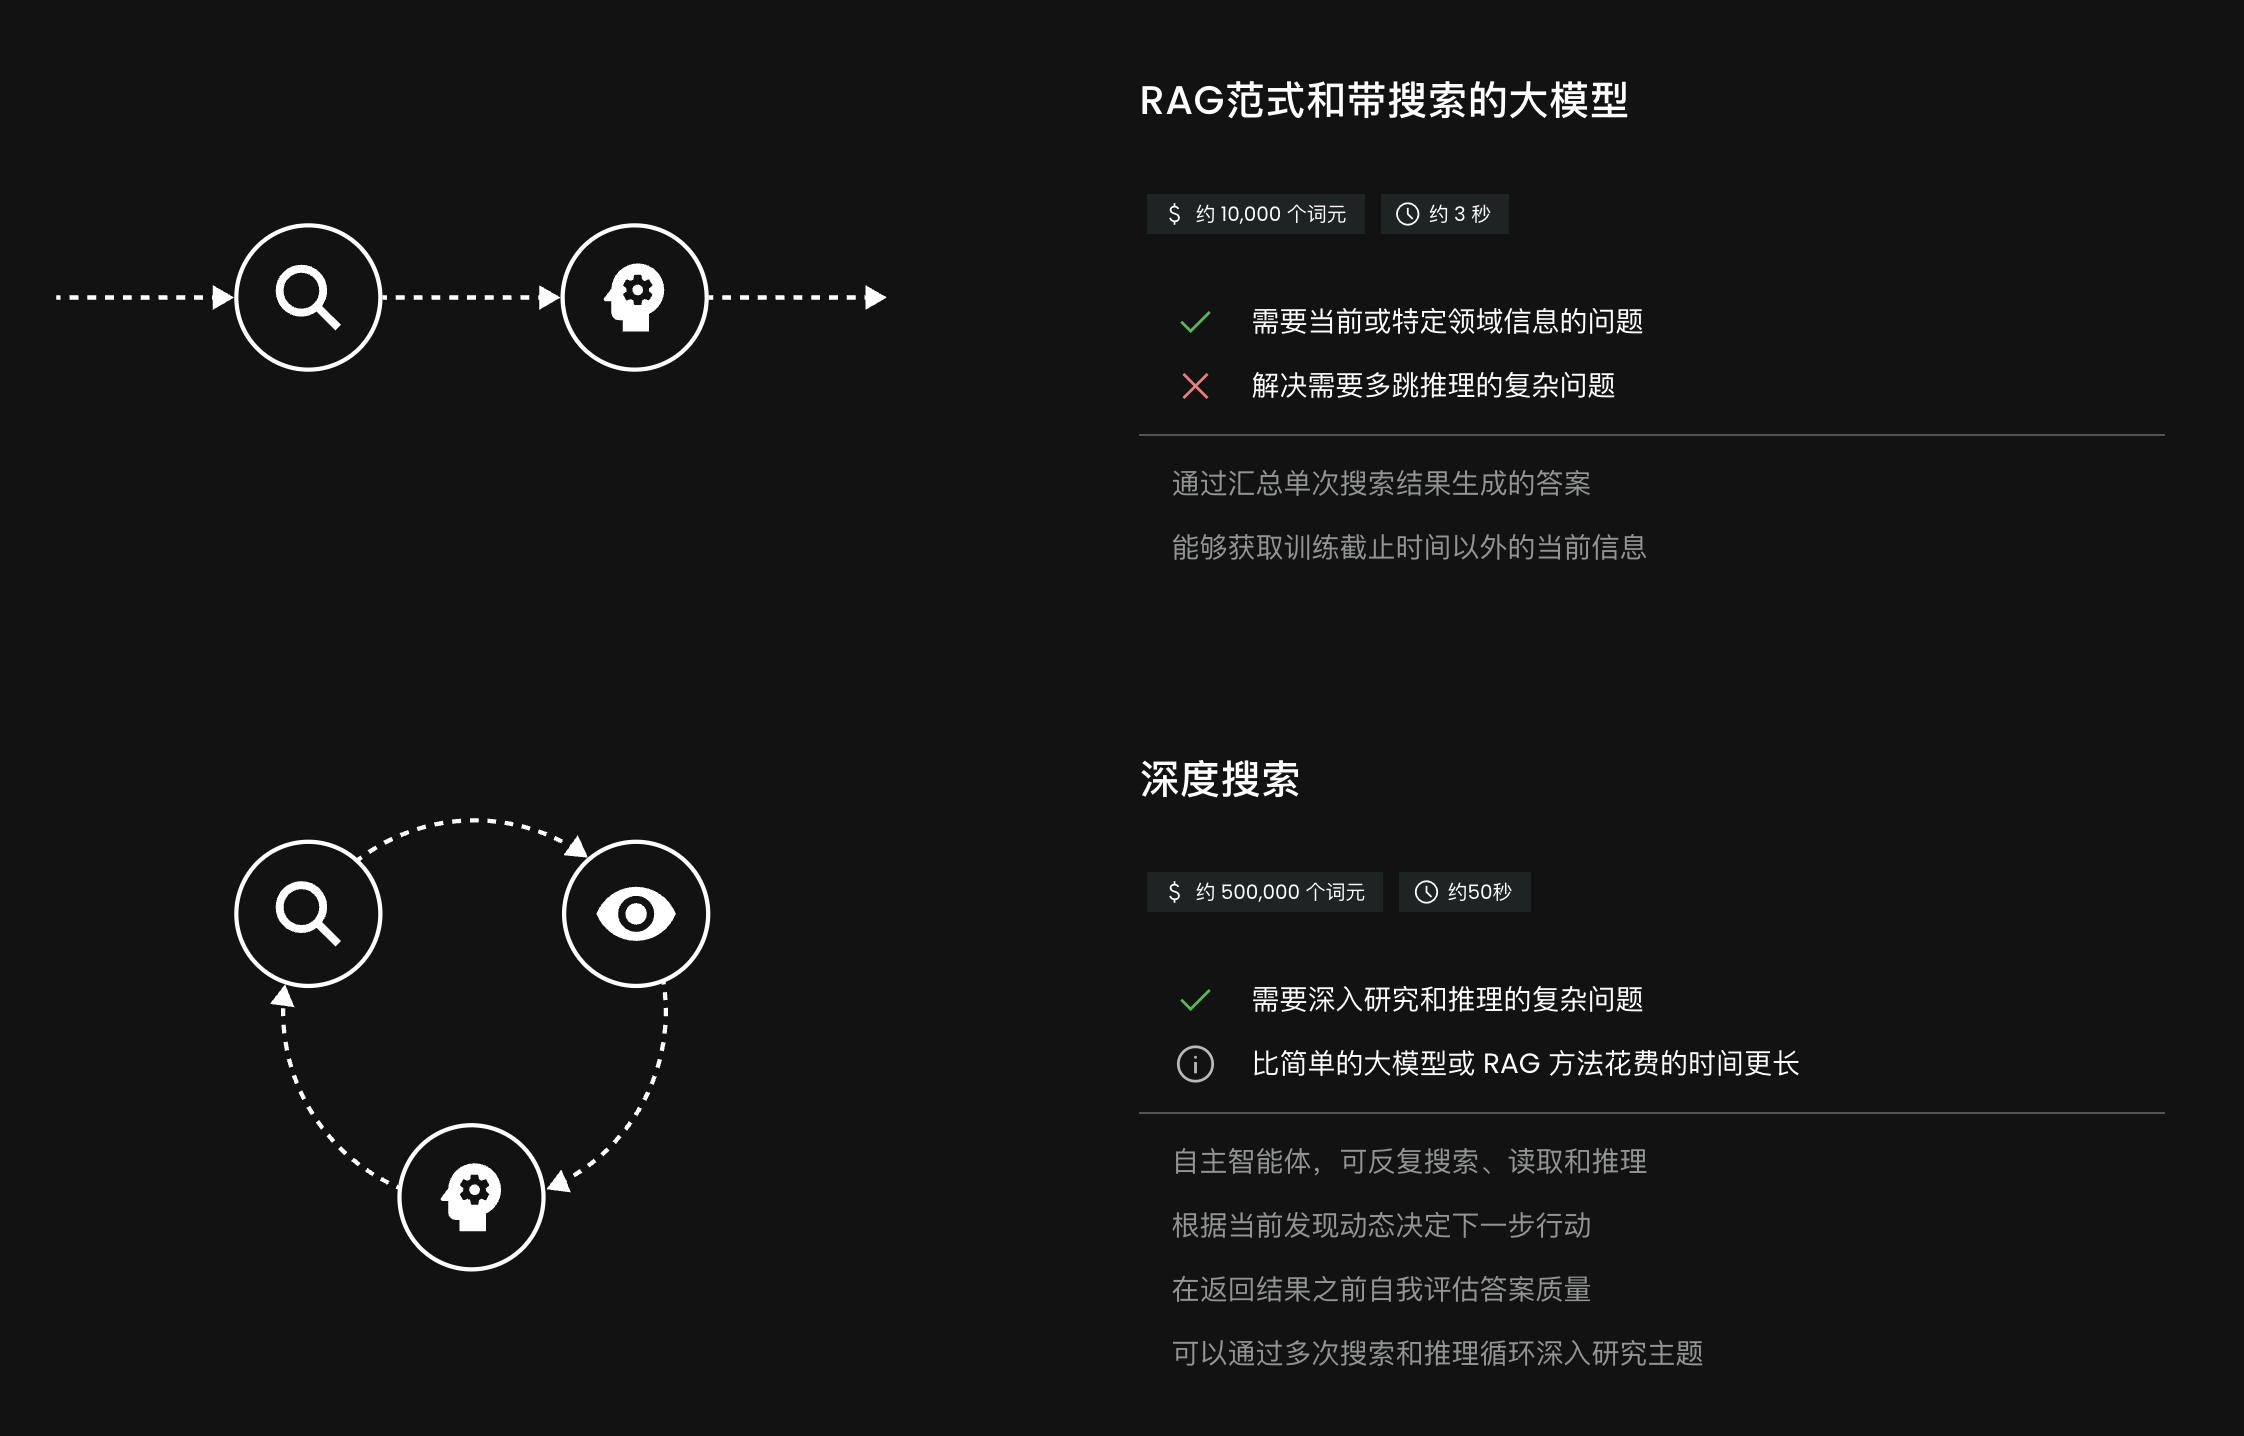 RAG范式和带搜索的大模型
$ 约 10,000 个词元
约 3 秒
需要当前或特定领域信息的问题
解决需要多跳推理的复杂问题
通过汇总单次搜索结果生成的答案
能够获取训练截止时间以外的当前信息
深度搜索
$ 约 500,000 个词元
约50秒
需要深入研究和推理的复杂问题
比简单的大模型或 RAG 方法花费的时间更长
自主智能体，可反复搜索、读取和推理
根据当前发现动态决定下一步行动
在返回结果之前自我评估答案质量
可以通过多次搜索和推理循环深入研究主题